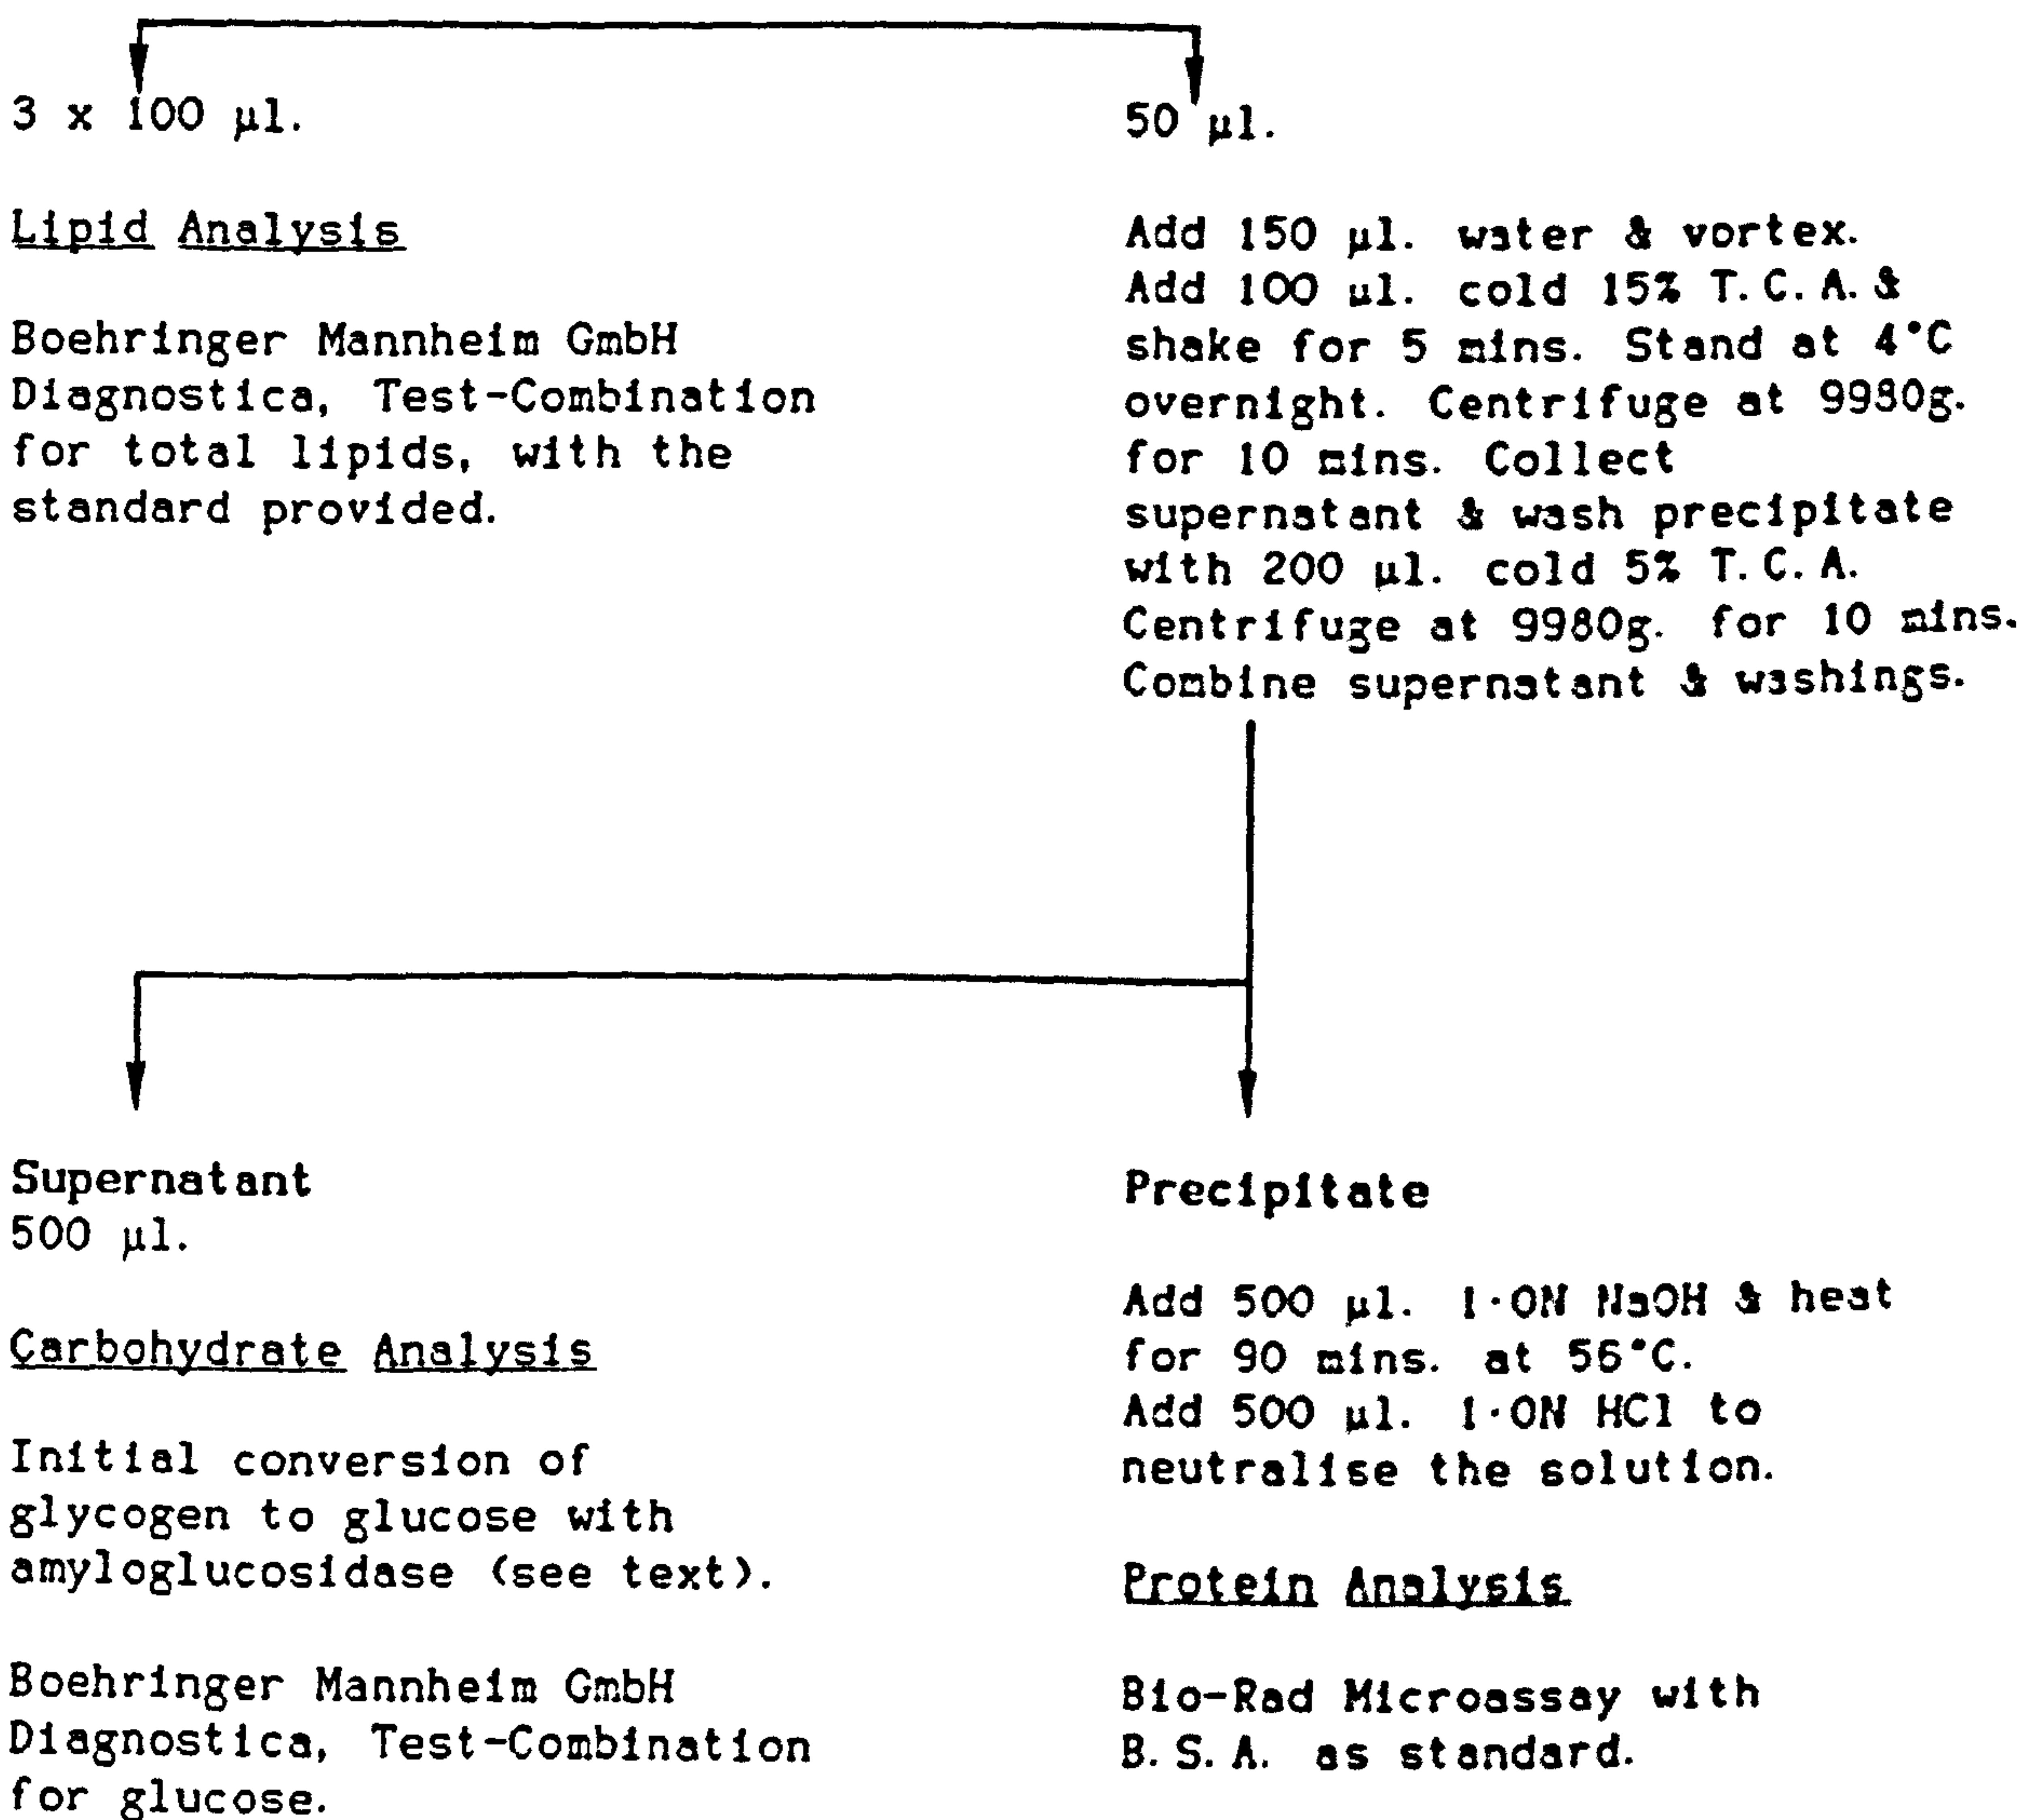 3 x 100 µl.
Lipid Analysis
Boehringer Mannheim GmbH
Diagnostica, Test-Combination
for total lipids, with the
standard provided.
50 µl.
Add 150 µl. water & vortex.
Add 100 µl. cold 15% T.C.A. &
shake for 5 mins. Stand at 4°C
overnight. Centrifuge at 9980g.
for 10 mins. Collect
supernatant & wash precipitate
with 200 µl. cold 5% T.C.A.
Centrifuge at 9980g. for 10 mins.
Combine supernatant & washings.
Supernatant
500 µl.
Carbohydrate Analysis
Initial conversion of
glycogen to glucose with
amyloglucosidase (see text).
Boehringer Mannheim GmbH
Diagnostica, Test-Combination
for glucose.
Precipitate
Add 500 µl. 1·0N NaOH & heat
for 90 mins. at 56°C.
Add 500 µl. 1·0N HCl to
neutralise the solution.
Protein Analysis
Bio-Rad Microassay with
B.S.A. as standard.